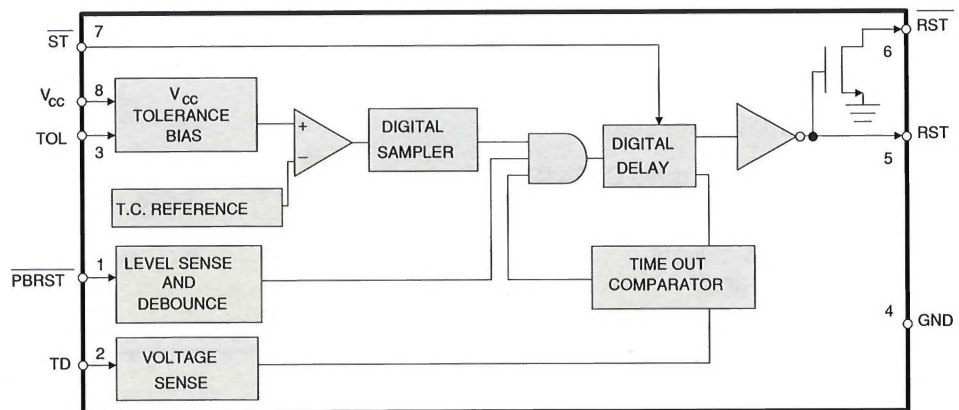 ST
7
RST
6
VCC
8
VCC
TOLERANCE
BIAS
TOL
3
+
−
DIGITAL
SAMPLER
DIGITAL
DELAY
RST
5
T.C. REFERENCE
PBRST
1
LEVEL SENSE
AND
DEBOUNCE
TIME OUT
COMPARATOR
4
GND
TD
2
VOLTAGE
SENSE